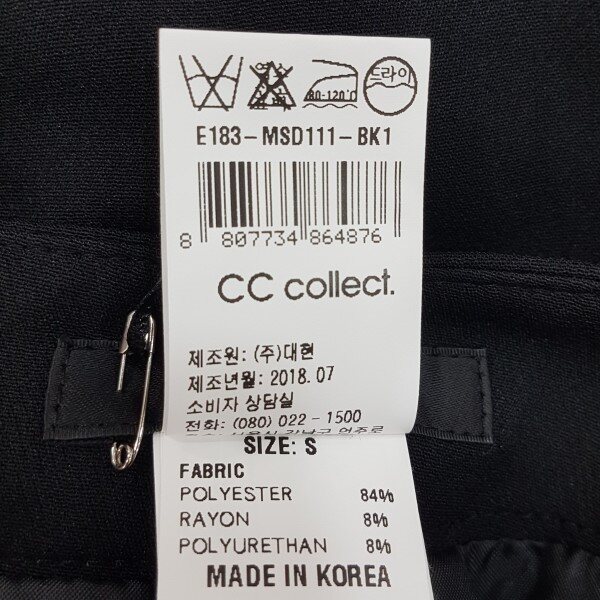 80-120℃ 드라이
E183-MSD111-BK1
8 807734 864876
CC collect.
제조원: (주)대현
제조년월: 2018.07
소비자 상담실
전화: (080) 022-1500
SIZE: S
FABRIC
POLYESTER 84%
RAYON 8%
POLYURETHAN 8%
MADE IN KOREA